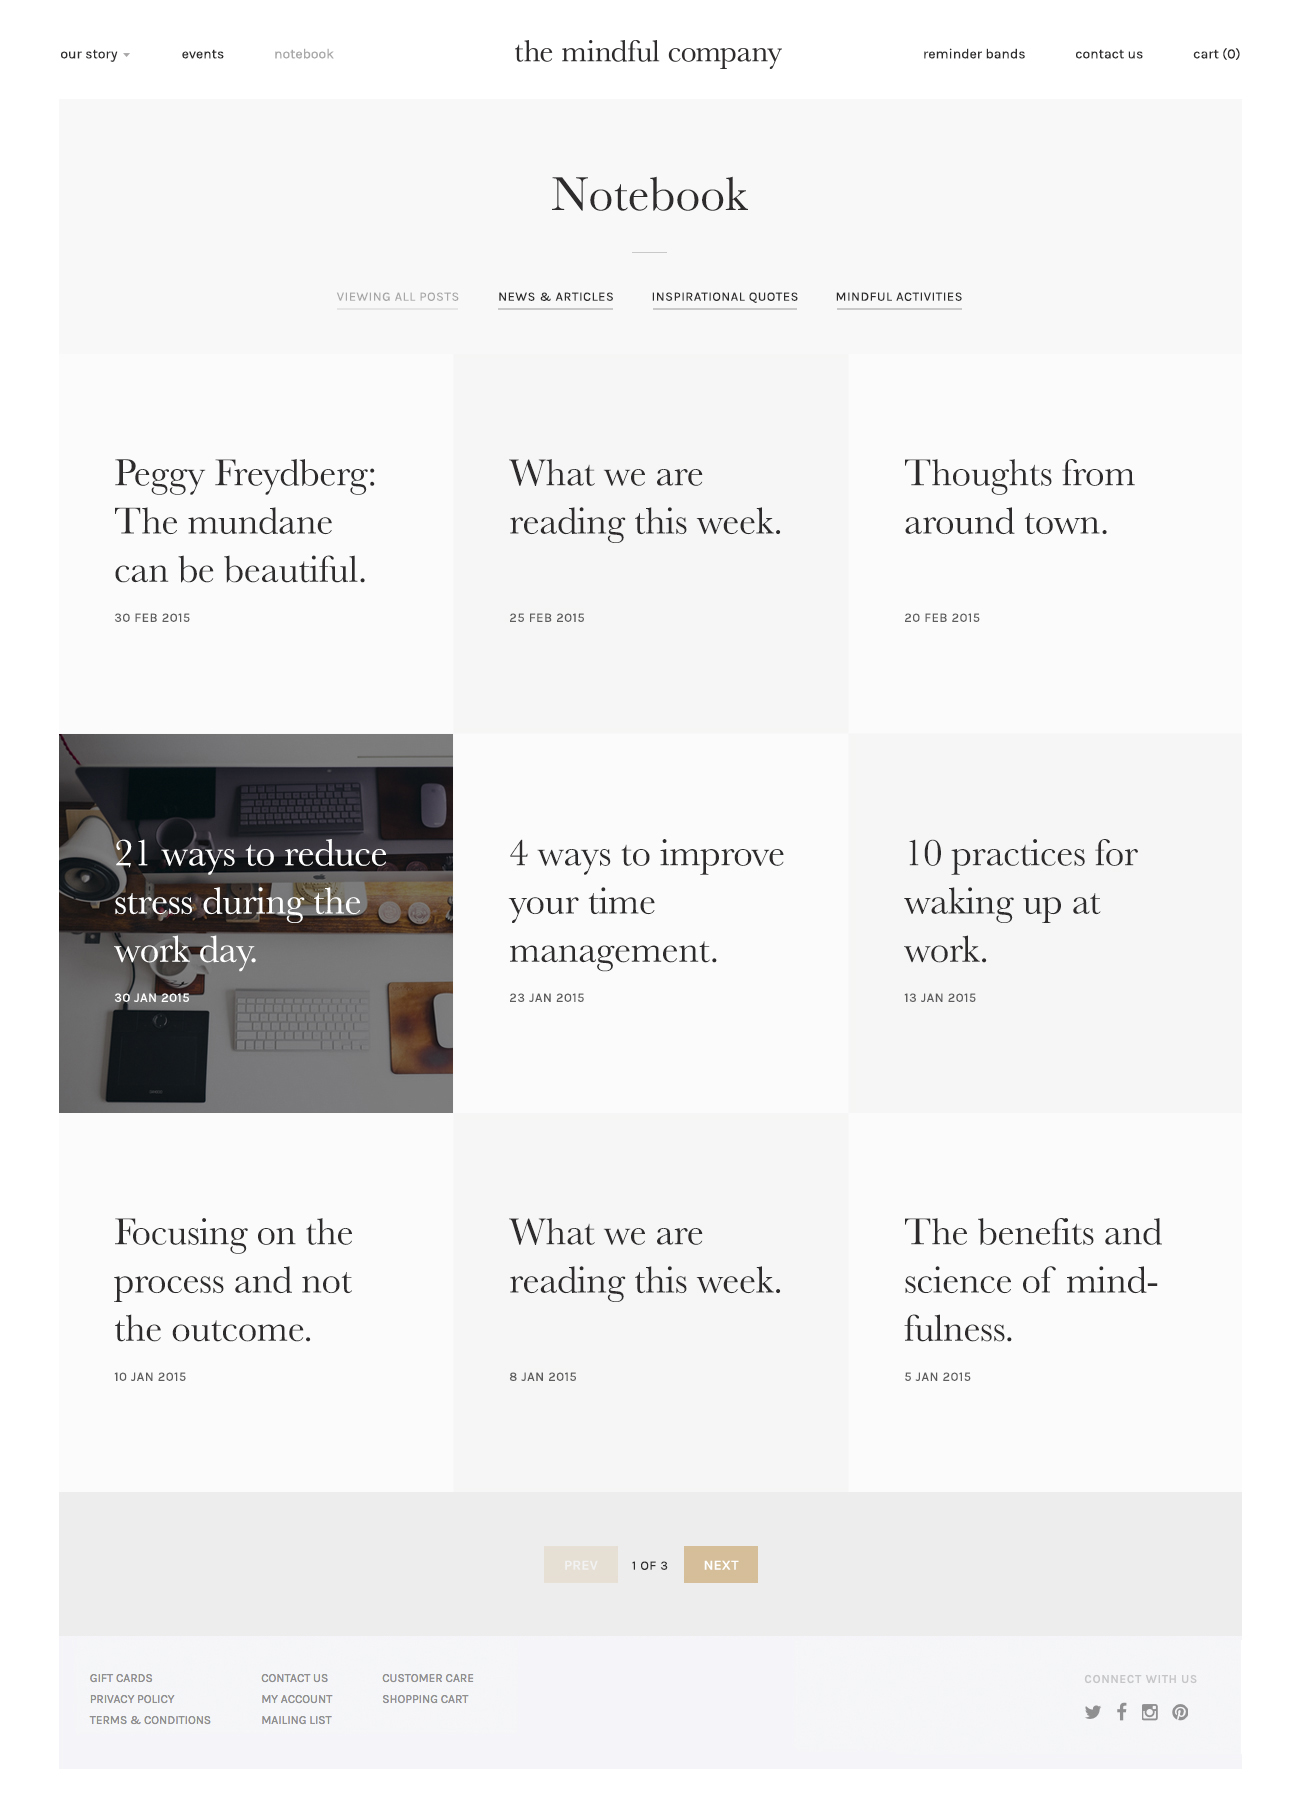 our story
events
notebook
the mindful company
reminder bands
contact us
cart (0)
Notebook
VIEWING ALL POSTS
NEWS & ARTICLES
INSPIRATIONAL QUOTES
MINDFUL ACTIVITIES
Peggy Freydberg:
The mundane
can be beautiful.
30 FEB 2015
What we are
reading this week.
25 FEB 2015
Thoughts from
around town.
20 FEB 2015
21 ways to reduce
stress during the
work day.
30 JAN 2015
4 ways to improve
your time
management.
23 JAN 2015
10 practices for
waking up at
work.
13 JAN 2015
Focusing on the
process and not
the outcome.
10 JAN 2015
What we are
reading this week.
8 JAN 2015
The benefits and
science of mind-
fulness.
5 JAN 2015
PREV
1 OF 3
NEXT
GIFT CARDS
PRIVACY POLICY
TERMS & CONDITIONS
CONTACT US
MY ACCOUNT
MAILING LIST
CUSTOMER CARE
SHOPPING CART
CONNECT WITH US